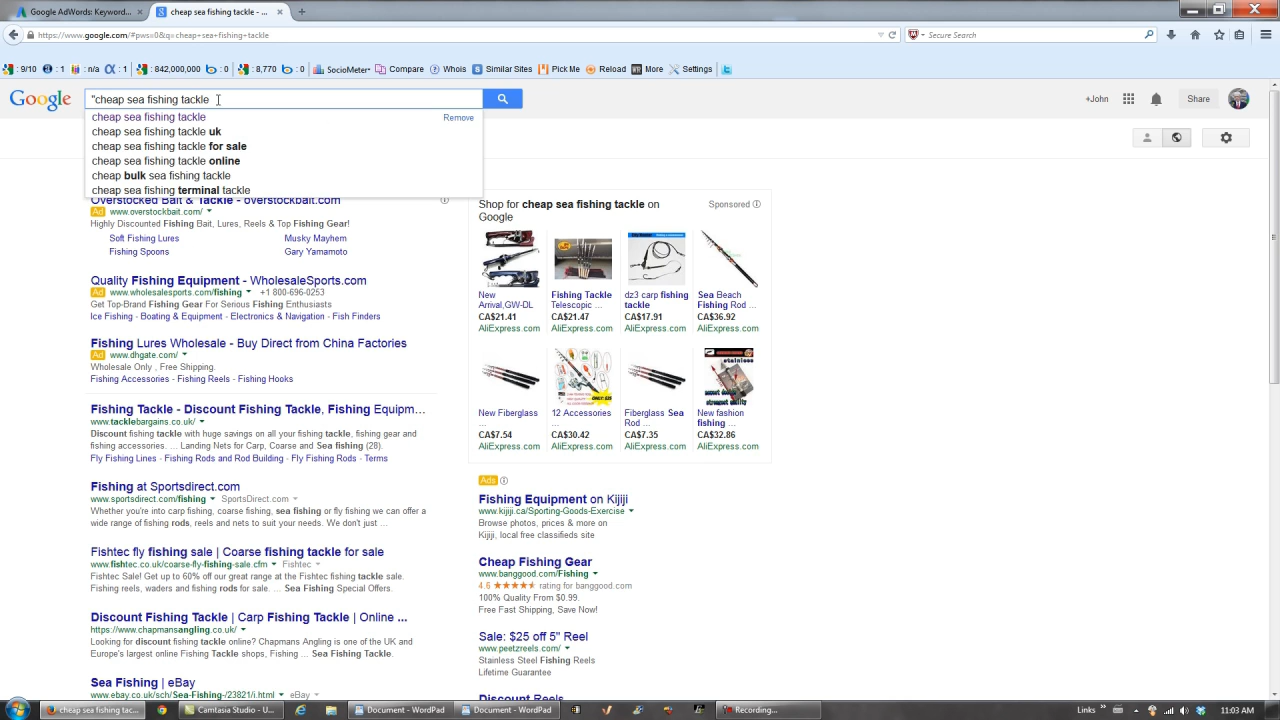 Google AdWords: Keyword...
cheap sea fishing tackle - ...
https://www.google.com/#pws=0&q=cheap+sea+fishing+tackle
Secure Search
: 9/10 : 1 : n/a : 1 : 842,000,000 : 0 : 8,770 : 0 : SocioMeter Compare Whois Similar Sites Pick Me Reload More Settings
Google
"cheap sea fishing tackle
+John
Share
cheap sea fishing tackle
Remove
cheap sea fishing tackle uk
cheap sea fishing tackle for sale
cheap sea fishing tackle online
cheap bulk sea fishing tackle
cheap sea fishing terminal tackle
Overstocked Bait & Tackle - overstockbait.com
Ad www.overstockbait.com/
Highly Discounted Fishing Bait, Lures, Reels & Top Fishing Gear!
Soft Fishing Lures Musky Mayhem
Fishing Spoons Gary Yamamoto
Quality Fishing Equipment - WholesaleSports.com
Ad www.wholesalesports.com/fishing +1 800-696-0253
Get Top-Brand Fishing Gear For Serious Fishing Enthusiasts
Ice Fishing - Boating & Equipment - Electronics & Navigation - Fish Finders
Fishing Lures Wholesale - Buy Direct from China Factories
Ad www.dhgate.com/
Wholesale Only , Free Shipping.
Fishing Accessories - Fishing Reels - Fishing Hooks
Fishing Tackle - Discount Fishing Tackle, Fishing Equipm...
www.tacklebargains.co.uk/
Discount fishing tackle with huge savings on all your fishing tackle, fishing gear and
fishing accessories. ... Landing Nets for Carp, Coarse and Sea fishing (28).
Fly Fishing Lines - Fishing Rods and Rod Building - Fly Fishing Rods - Terms
Fishing at Sportsdirect.com
www.sportsdirect.com/fishing SportsDirect.com
Whether you're into carp fishing, coarse fishing, sea fishing or fly fishing we can offer a
wide range of fishing rods, reels and nets to suit your needs. We don't just ...
Fishtec fly fishing sale | Coarse fishing tackle for sale
www.fishtec.co.uk/coarse-fly-fishing-sale.cfm Fishtec
Fishtec Sale! Get up to 60% off our great range at the Fishtec fishing tackle sale.
Fishing reels, waders and fishing rods for sale. ... Sea Fishing Special Offers.
Discount Fishing Tackle | Carp Fishing Tackle | Online ...
https://www.chapmansangling.co.uk/
Looking for discount fishing tackle online? Chapmans Angling is one of the UK and
Europe's largest online Fishing Tackle shops, Fishing ... Sea Fishing Tackle.
Sea Fishing | eBay
www.ebay.co.uk/sch/Sea-Fishing-/23821/i.html eBay
Shop for cheap sea fishing tackle on
Google
Sponsored
New
Arrival,GW-DL
CA$21.41
AliExpress.com
Fishing Tackle
Telescopic ...
CA$21.47
AliExpress.com
dz3 carp fishing
tackle
CA$17.91
AliExpress.com
Sea Beach
Fishing Rod ...
CA$36.92
AliExpress.com
New Fiberglass
...
CA$7.54
AliExpress.com
12 Accessories
...
CA$30.42
AliExpress.com
Fiberglass Sea
Rod ...
CA$7.35
AliExpress.com
New fashion
fishing ...
CA$32.86
AliExpress.com
Ads
Fishing Equipment on Kijiji
www.kijiji.ca/Sporting-Goods-Exercise
Browse photos, prices & more on
Kijiji, local free classifieds site
Cheap Fishing Gear
www.banggood.com/Fishing
4.6 rating for banggood.com
100% Quality From $0.99.
Free Fast Shipping, Save Now!
Sale: $25 off 5" Reel
www.peetzreels.com/
Stainless Steel Fishing Reels
Lifetime Guarantee
Discount Reels
cheap sea fishing tac...
Camtasia Studio - U...
Document - WordPad
Document - WordPad
Recording...
Links
11:03 AM